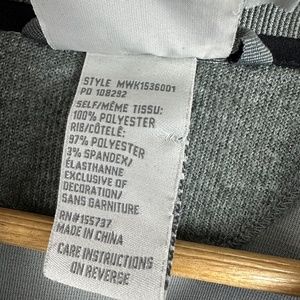 STYLE MWK1536001
PO 108292
SELF/MÊME TISSU:
100% POLYESTER
RIB/CÔTELÉ:
97% POLYESTER
3% SPANDEX/
ÉLASTHANNE
EXCLUSIVE OF
DECORATION/
SANS GARNITURE
RN#155737
MADE IN CHINA
CARE INSTRUCTIONS
ON REVERSE